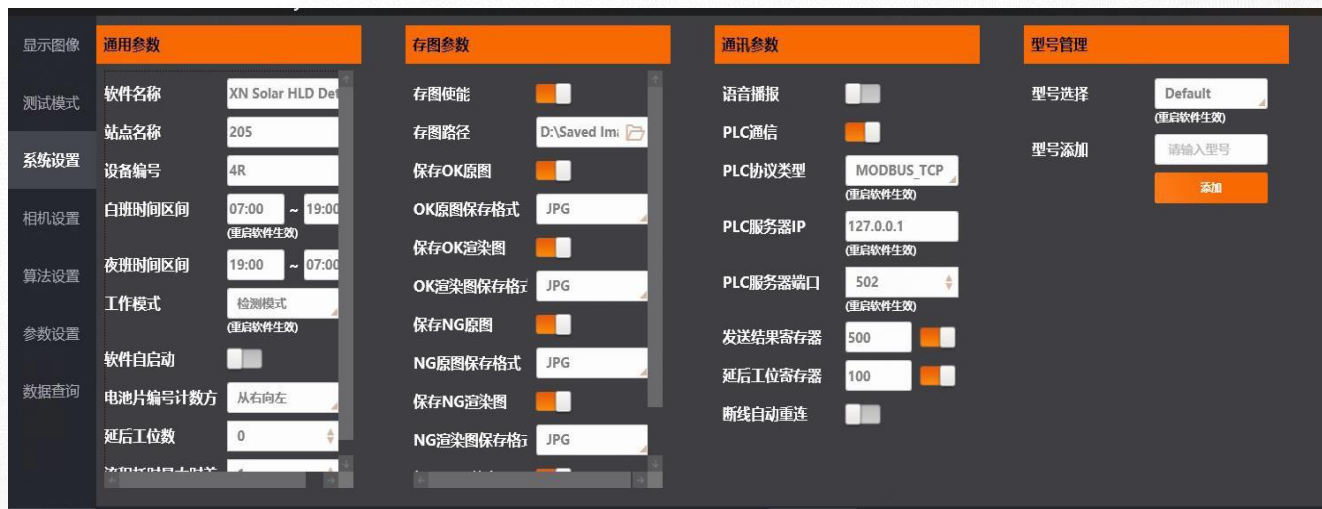 显示图像
测试模式
系统设置
相机设置
算法设置
参数设置
数据查询
通用参数
软件名称 XN Solar HLD Det
站点名称 205
设备编号 4R
白班时间区间 07:00 ~ 19:00
(重启软件生效)
夜班时间区间 19:00 ~ 07:00
工作模式 检测模式
(重启软件生效)
软件自启动
电池片编号计数方 从右向左
延后工位数 0
存图参数
存图使能
存图路径 D:\Saved Ima
保存OK原图
OK原图保存格式 JPG
保存OK渲染图
OK渲染图保存格式 JPG
保存NG原图
NG原图保存格式 JPG
保存NG渲染图
NG渲染图保存格式 JPG
通讯参数
语音播报
PLC通信
PLC协议类型 MODBUS_TCP
(重启软件生效)
PLC服务器IP 127.0.0.1
(重启软件生效)
PLC服务器端口 502
(重启软件生效)
发送结果寄存器 500
延后工位寄存器 100
断线自动重连
型号管理
型号选择 Default
(重启软件生效)
型号添加 请输入型号
添加